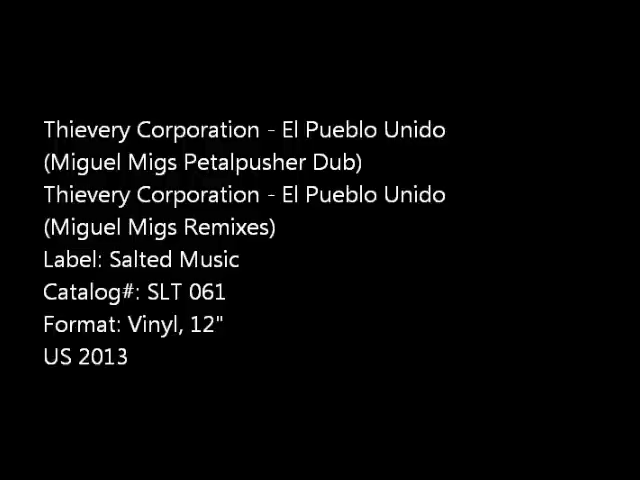 Thievery Corporation - El Pueblo Unido
(Miguel Migs Petalpusher Dub)
Thievery Corporation - El Pueblo Unido
(Miguel Migs Remixes)
Label: Salted Music
Catalog#: SLT 061
Format: Vinyl, 12"
US 2013